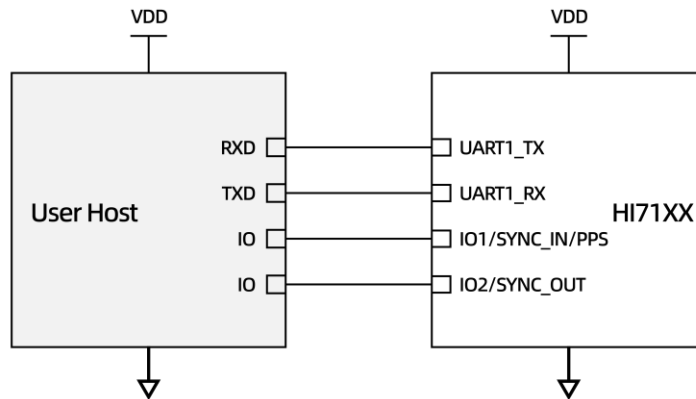 VDD
VDD
RXD
UART1_TX
TXD
UART1_RX
User Host
HI71XX
IO
IO1/SYNC_IN/PPS
IO
IO2/SYNC_OUT